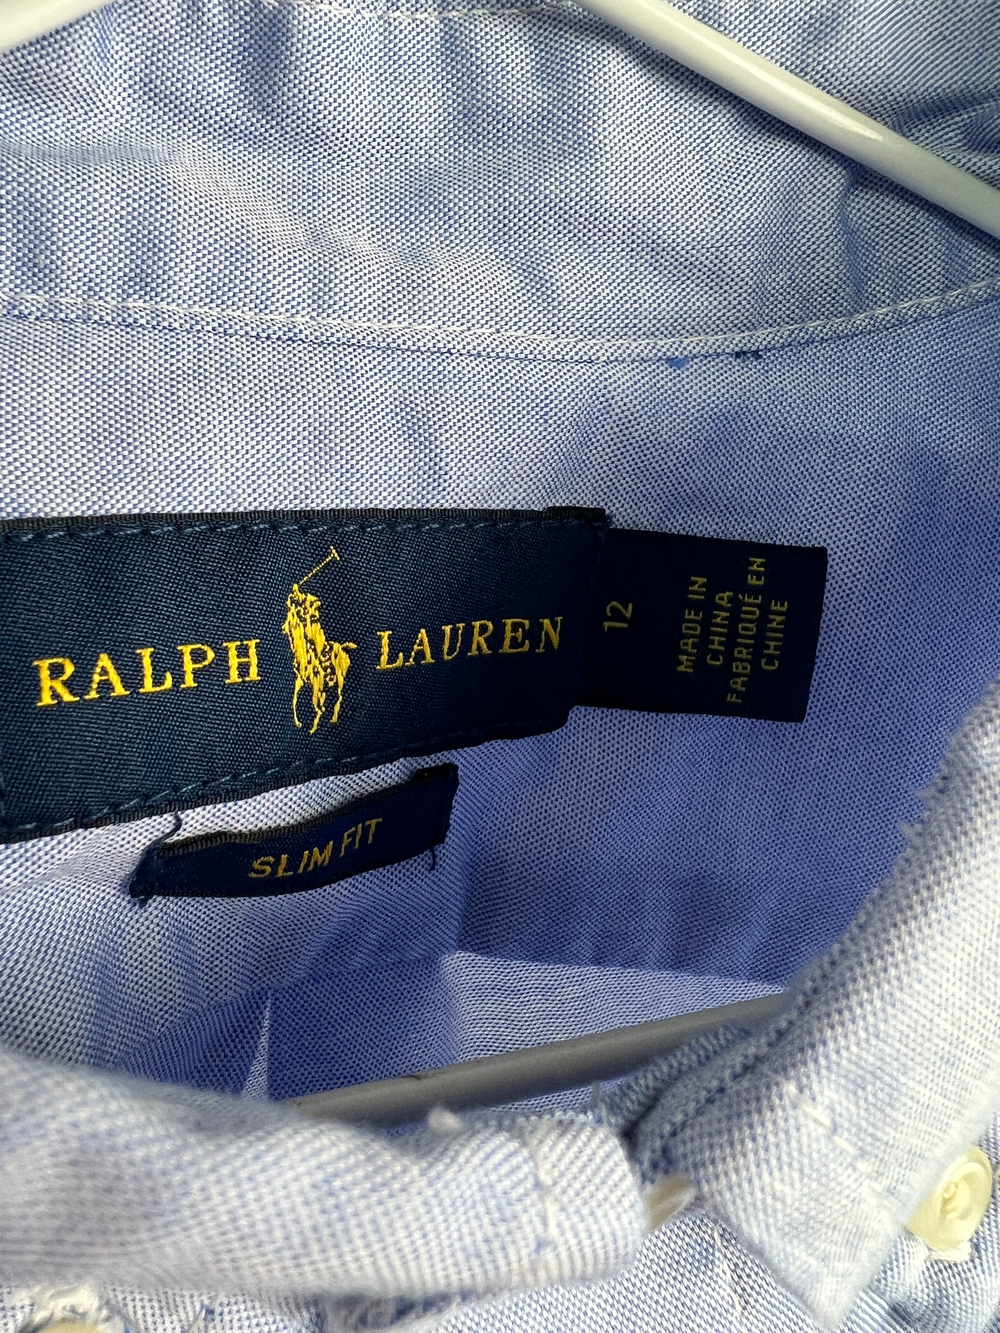 RALPH LAUREN
12
MADE IN
CHINA
FABRIQUÉ EN
CHINE
SLIM FIT